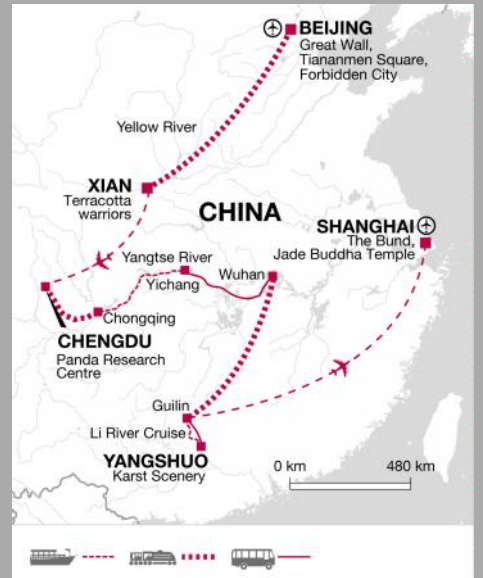 BEIJING
Great Wall,
Tiananmen Square,
Forbidden City
Yellow River
XIAN
Terracotta
warriors
CHINA
SHANGHAI
The Bund,
Jade Buddha Temple
Yangtse River
Wuhan
Yichang
Chongqing
CHENGDU
Panda Research
Centre
Guilin
Li River Cruise
YANGSHUO
Karst Scenery
0 km
480 km